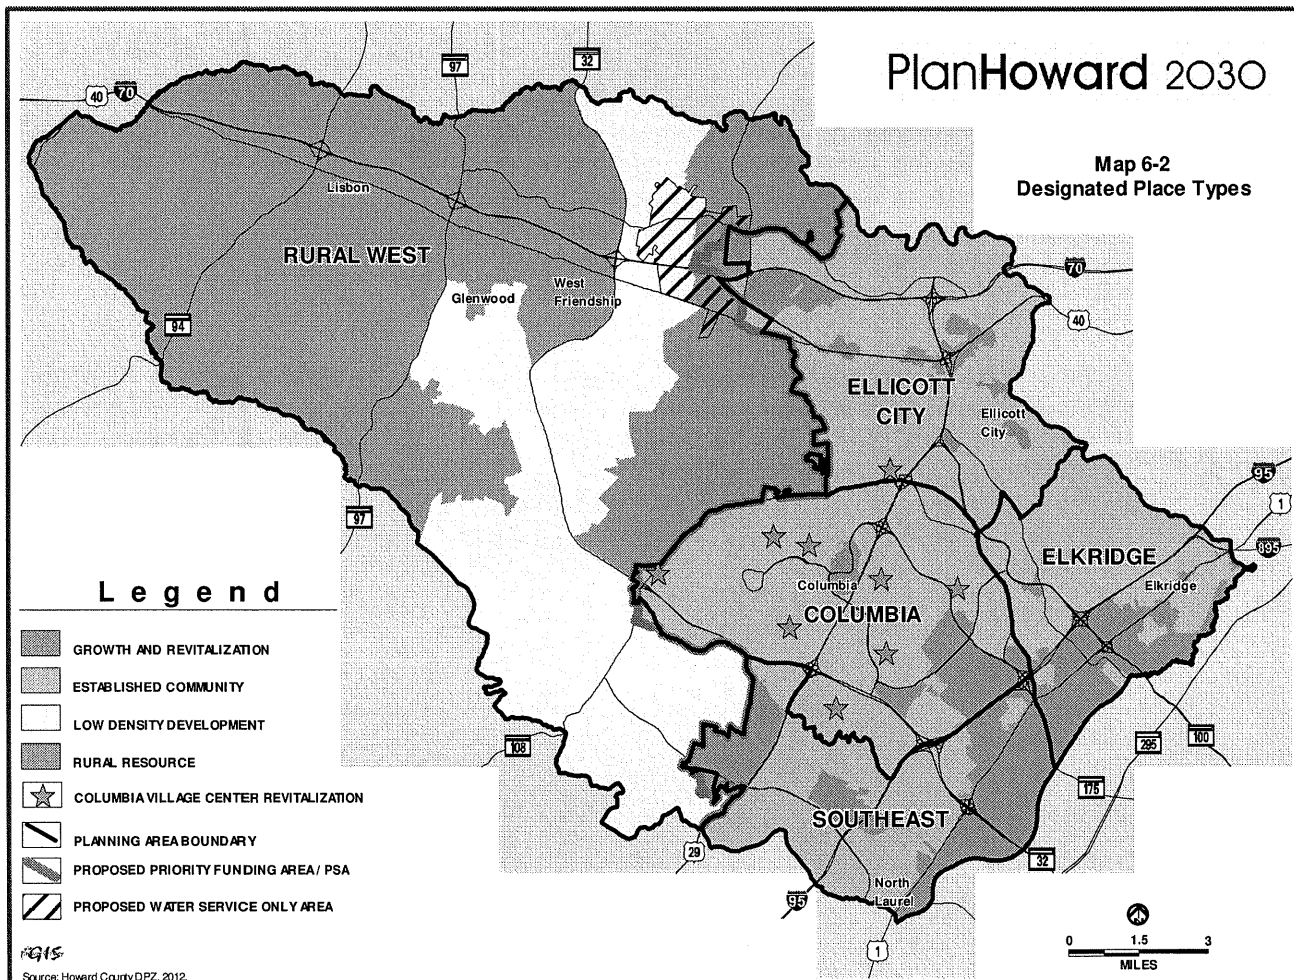 PlanHoward 2030
Map 6-2
Designated Place Types
40
70
97
32
Lisbon
RURAL WEST
Glenwood
West
Friendship
94
70
40
ELLICOTT
CITY
Ellicott
City
97
95
1
895
ELKRIDGE
Elkridge
Columbia
COLUMBIA
108
295
100
175
SOUTHEAST
29
32
North
Laurel
95
1
Legend
GROWTH AND REVITALIZATION
ESTABLISHED COMMUNITY
LOW DENSITY DEVELOPMENT
RURAL RESOURCE
COLUMBIA VILLAGE CENTER REVITALIZATION
PLANNING AREA BOUNDARY
PROPOSED PRIORITY FUNDING AREA / PSA
PROPOSED WATER SERVICE ONLY AREA
GIS
Source: Howard County DPZ, 2012.
0 1.5 3
MILES